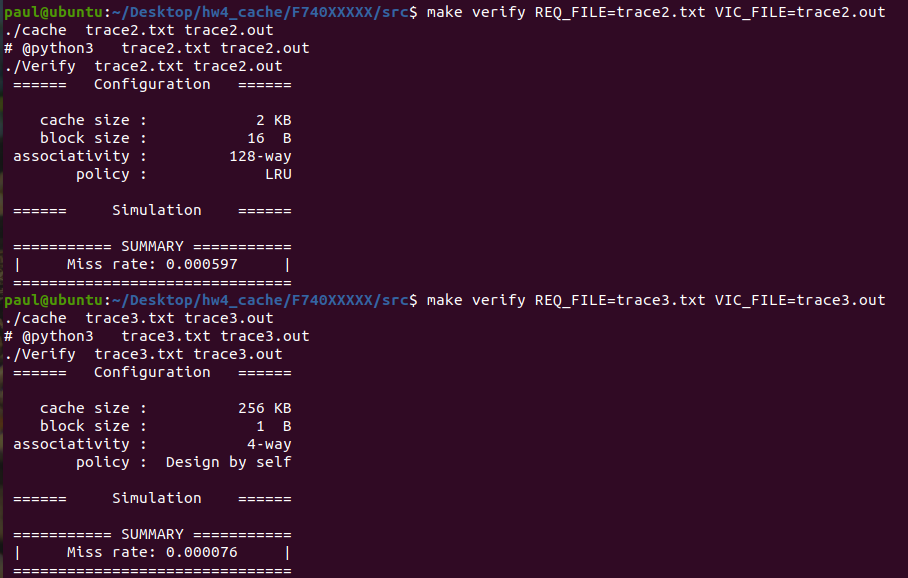 paul@ubuntu:~/Desktop/hw4_cache/F740XXXXX/src$ make verify REQ_FILE=trace2.txt VIC_FILE=trace2.out
./cache  trace2.txt trace2.out
# @python3   trace2.txt trace2.out
./Verify  trace2.txt trace2.out
 ======   Configuration   ======

    cache size :            2 KB
    block size :           16  B
 associativity :         128-way
        policy :             LRU

 ======     Simulation    ======

 =========== SUMMARY ===========
 |     Miss rate: 0.000597     |
 ===============================
paul@ubuntu:~/Desktop/hw4_cache/F740XXXXX/src$ make verify REQ_FILE=trace3.txt VIC_FILE=trace3.out
./cache  trace3.txt trace3.out
# @python3   trace3.txt trace3.out
./Verify  trace3.txt trace3.out
 ======   Configuration   ======

    cache size :          256 KB
    block size :            1  B
 associativity :           4-way
        policy :  Design by self

 ======     Simulation    ======

 =========== SUMMARY ===========
 |     Miss rate: 0.000076     |
 ===============================